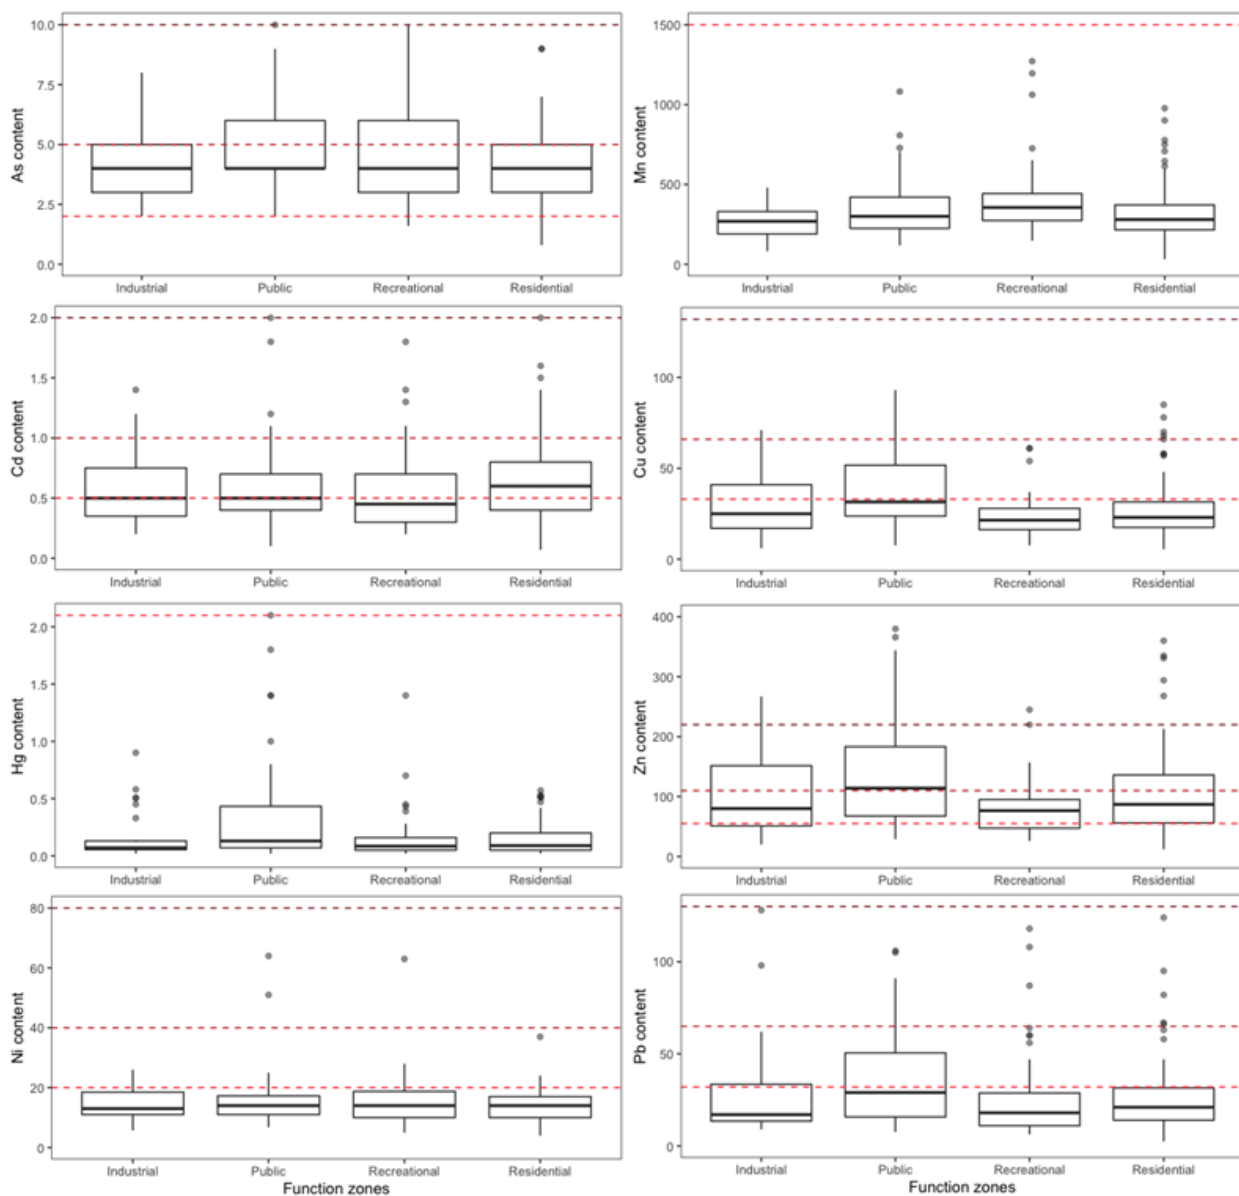 As content
10.0
7.5
5.0
2.5
0.0
Industrial Public Recreational Residential
Mn content
1500
1000
500
0
Industrial Public Recreational Residential
Cd content
2.0
1.5
1.0
0.5
0.0
Industrial Public Recreational Residential
Cu content
100
50
0
Industrial Public Recreational Residential
Hg content
2.0
1.5
1.0
0.5
0.0
Industrial Public Recreational Residential
Zn content
400
300
200
100
0
Industrial Public Recreational Residential
Ni content
80
60
40
20
0
Industrial Public Recreational Residential
Function zones
Pb content
100
50
0
Industrial Public Recreational Residential
Function zones